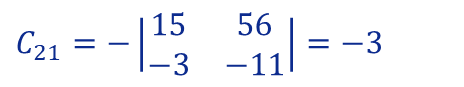 C₂₁ = −|15 56
−3 −11| = −3